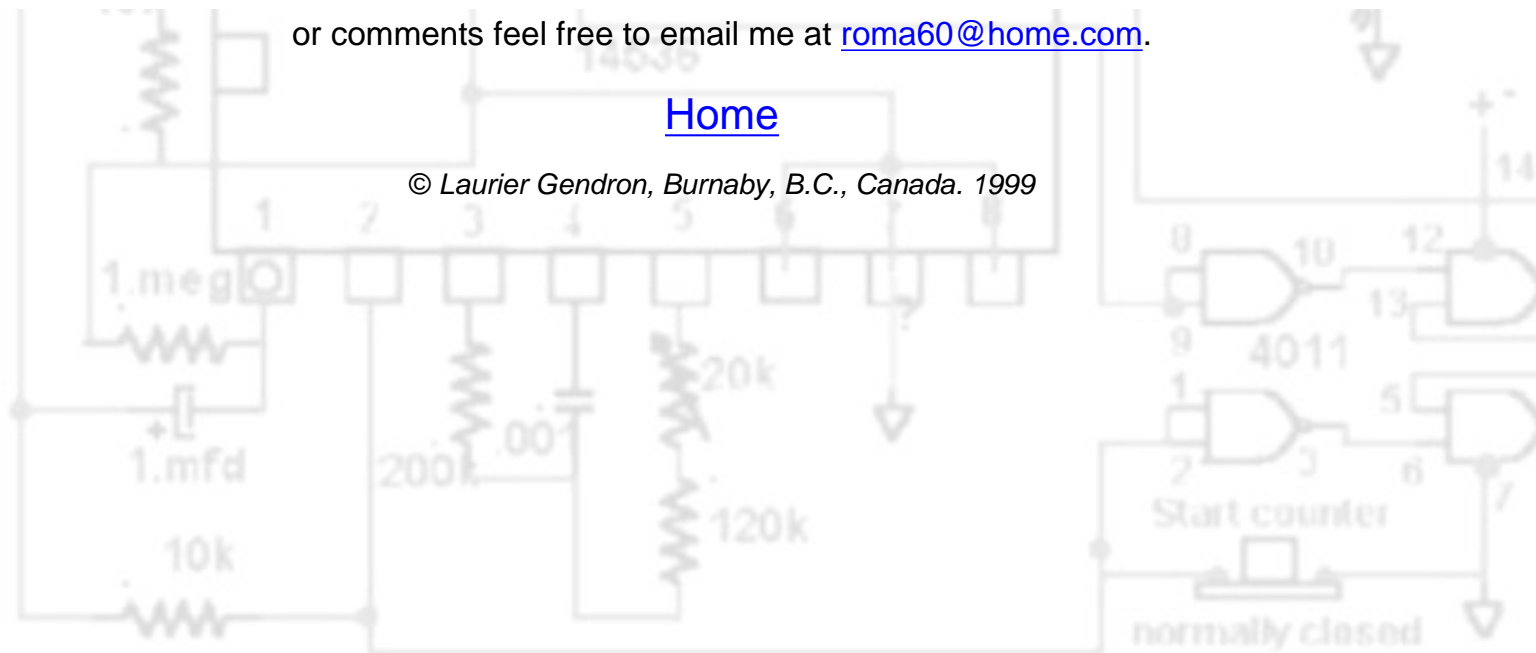 or comments feel free to email me at roma60@home.com.
14536
Home
+ -
14
© Laurier Gendron, Burnaby, B.C., Canada. 1999
1 2 3 4 5 6 8
8 10 12
1.meg
13
?
9 4011
20k
1 5
.001
1.mfd
200k
2 3 6
7
Start counter
120k
10k
normally closed